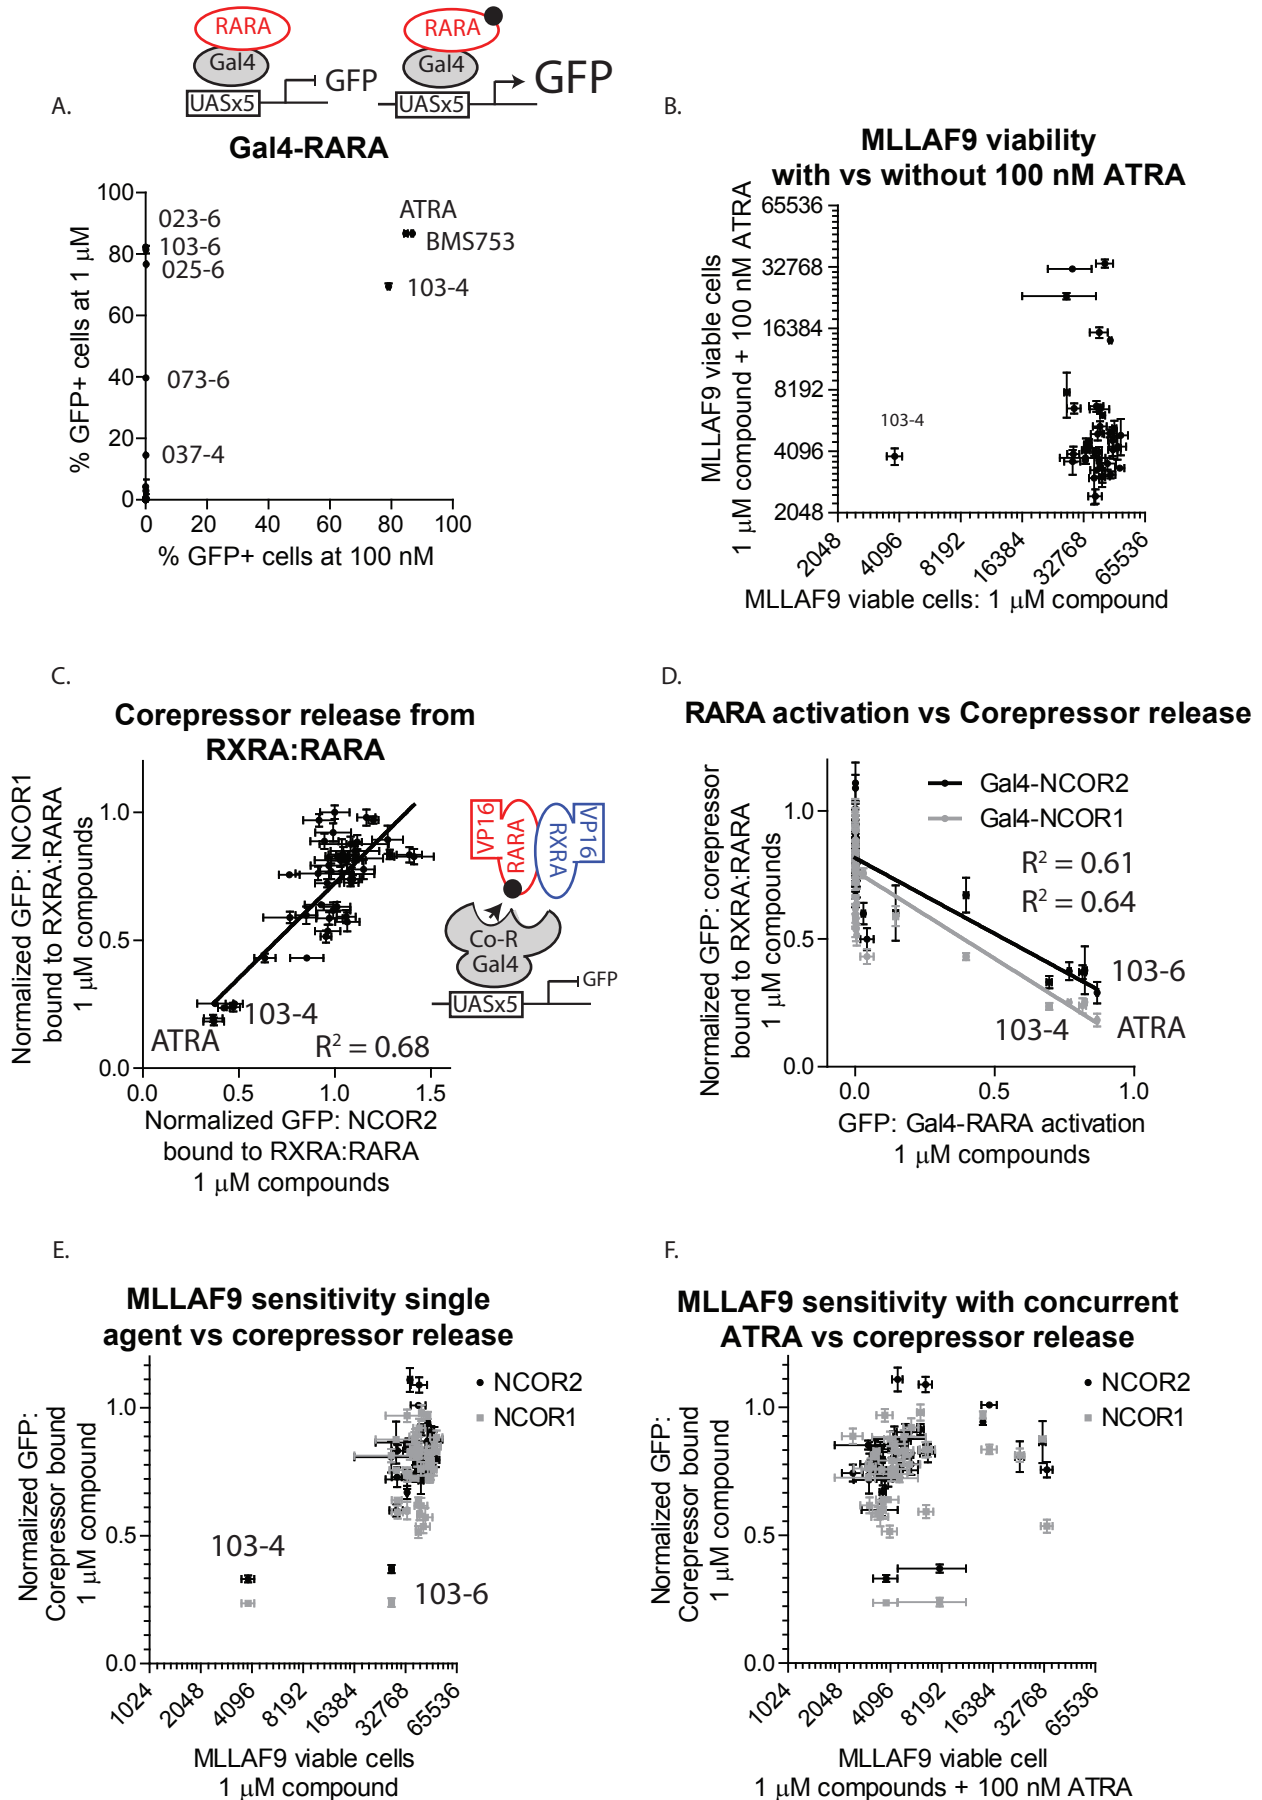 RARA
Gal4
UASx5
GFP
RARA
Gal4
UASx5
GFP
A.
Gal4-RARA
% GFP+ cells at 1 μM
100
80
60
40
20
0
023-6
103-6
025-6
073-6
037-4
ATRA
BMS753
103-4
0 20 40 60 80 100
% GFP+ cells at 100 nM
B.
MLLAF9 viability
with vs without 100 nM ATRA
MLLAF9 viable cells
1 μM compound + 100 nM ATRA
65536
32768
16384
8192
4096
2048
103-4
2048 4096 8192 16384 32768 65536
MLLAF9 viable cells: 1 μM compound
C.
Corepressor release from
RXRA:RARA
Normalized GFP: NCOR1
bound to RXRA:RARA
1 μM compounds
1.0
0.5
0.0
103-4
ATRA
R² = 0.68
0.0 0.5 1.0 1.5
Normalized GFP: NCOR2
bound to RXRA:RARA
1 μM compounds
VP16
RARA
RXRA
VP16
Co-R
Gal4
UASx5
GFP
D.
RARA activation vs Corepressor release
Normalized GFP: corepressor
bound to RXRA:RARA
1 μM compounds
1.0
0.5
0.0
Gal4-NCOR2
Gal4-NCOR1
R² = 0.61
R² = 0.64
103-6
103-4
ATRA
0.0 0.5 1.0
GFP: Gal4-RARA activation
1 μM compounds
E.
MLLAF9 sensitivity single
agent vs corepressor release
Normalized GFP:
Corepressor bound
1 μM compound
1.0
0.5
0.0
NCOR2
NCOR1
103-4
103-6
1024 2048 4096 8192 16384 32768 65536
MLLAF9 viable cells
1 μM compound
F.
MLLAF9 sensitivity with concurrent
ATRA vs corepressor release
Normalized GFP:
Corepressor bound
1 μM compound
1.0
0.5
0.0
NCOR2
NCOR1
1024 2048 4096 8192 16384 32768 65536
MLLAF9 viable cell
1 μM compounds + 100 nM ATRA